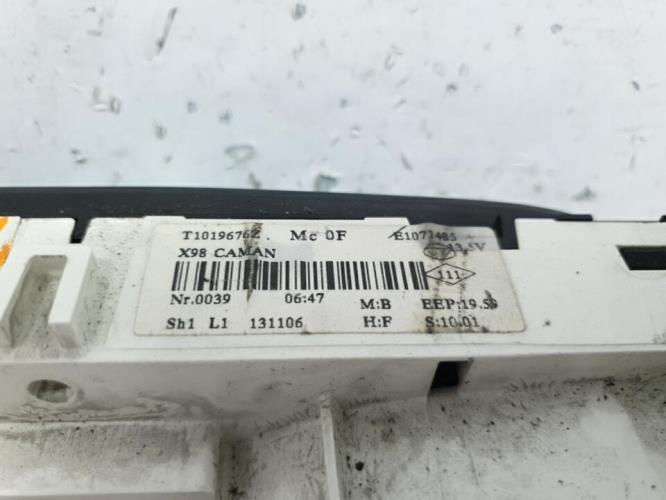 T1019676Z. Mc 0F E1072485
X98 CAMAN 13,5V
111
Nr.0039 06:47 M:B EEP:19.59
Sh1 L1 131106 H:F S:10.01